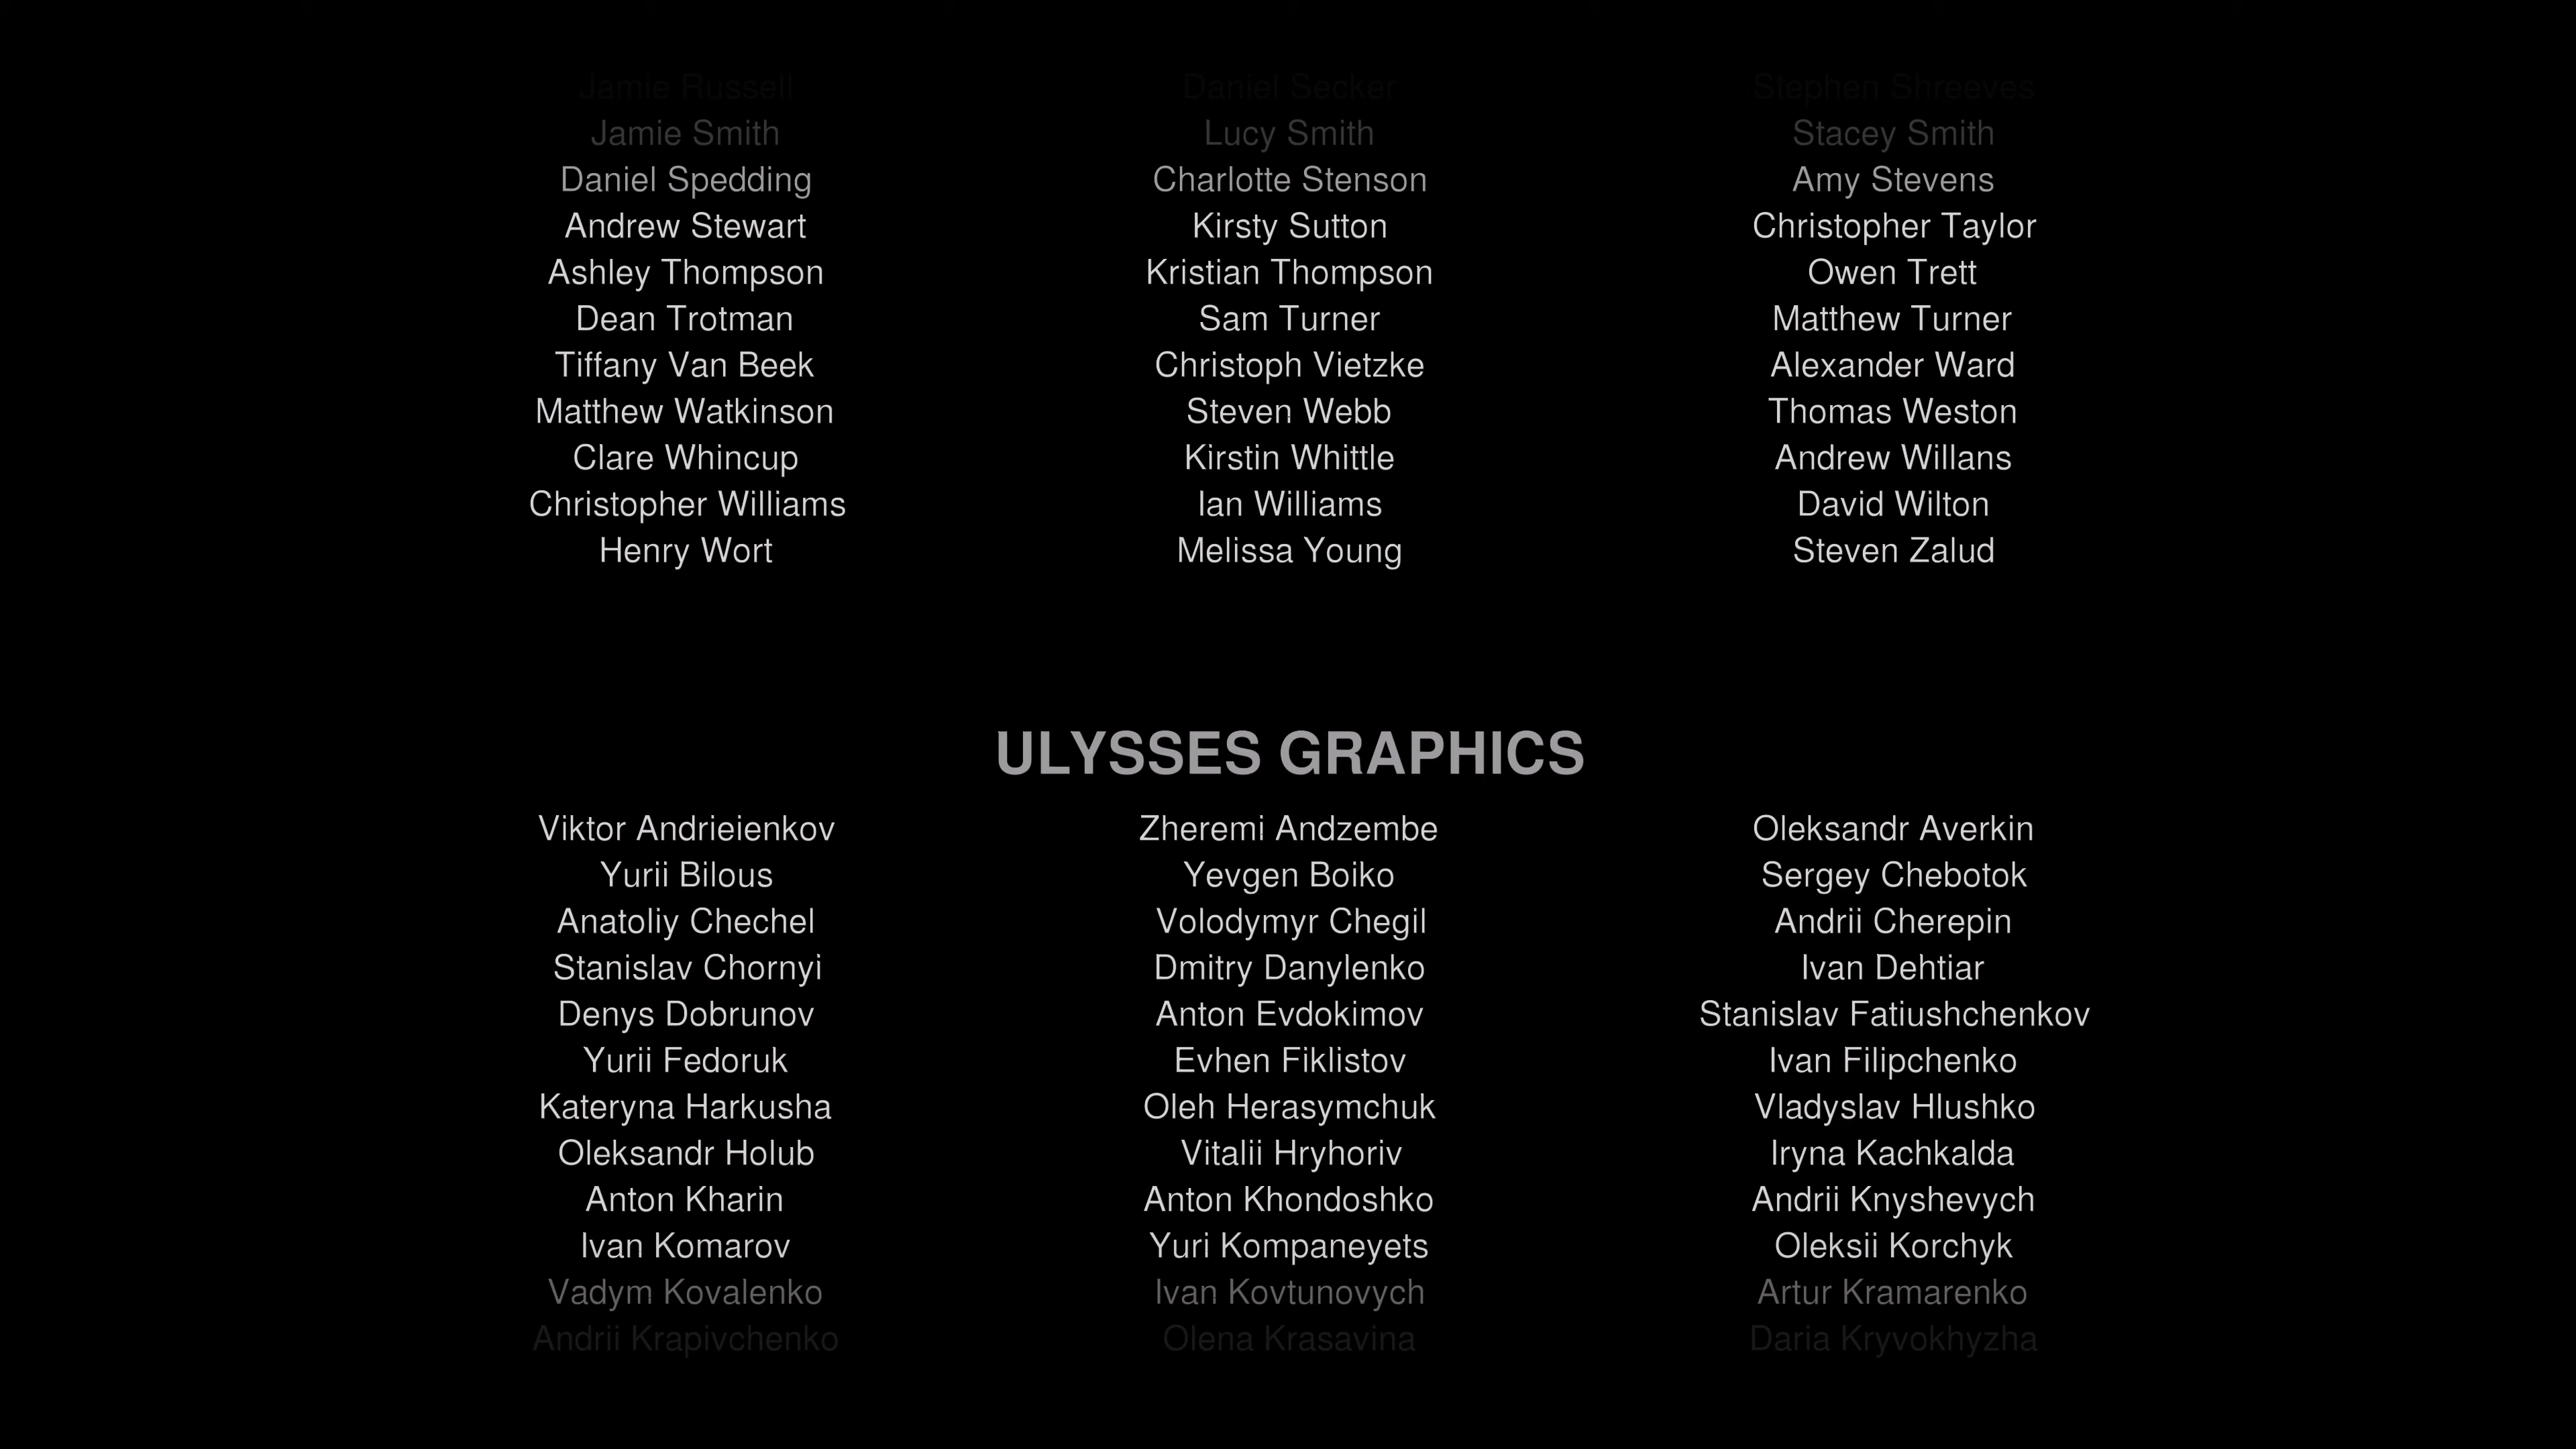 Jamie Russell Daniel Secker Stephen Shreeves
Jamie Smith Lucy Smith Stacey Smith
Daniel Spedding Charlotte Stenson Amy Stevens
Andrew Stewart Kirsty Sutton Christopher Taylor
Ashley Thompson Kristian Thompson Owen Trett
Dean Trotman Sam Turner Matthew Turner
Tiffany Van Beek Christoph Vietzke Alexander Ward
Matthew Watkinson Steven Webb Thomas Weston
Clare Whincup Kirstin Whittle Andrew Willans
Christopher Williams Ian Williams David Wilton
Henry Wort Melissa Young Steven Zalud
ULYSSES GRAPHICS
Viktor Andrieienkov Zheremi Andzembe Oleksandr Averkin
Yurii Bilous Yevgen Boiko Sergey Chebotok
Anatoliy Chechel Volodymyr Chegil Andrii Cherepin
Stanislav Chornyi Dmitry Danylenko Ivan Dehtiar
Denys Dobrunov Anton Evdokimov Stanislav Fatiushchenkov
Yurii Fedoruk Evhen Fiklistov Ivan Filipchenko
Kateryna Harkusha Oleh Herasymchuk Vladyslav Hlushko
Oleksandr Holub Vitalii Hryhoriv Iryna Kachkalda
Anton Kharin Anton Khondoshko Andrii Knyshevych
Ivan Komarov Yuri Kompaneyets Oleksii Korchyk
Vadym Kovalenko Ivan Kovtunovych Artur Kramarenko
Andrii Krapivchenko Olena Krasavina Daria Kryvokhyzha